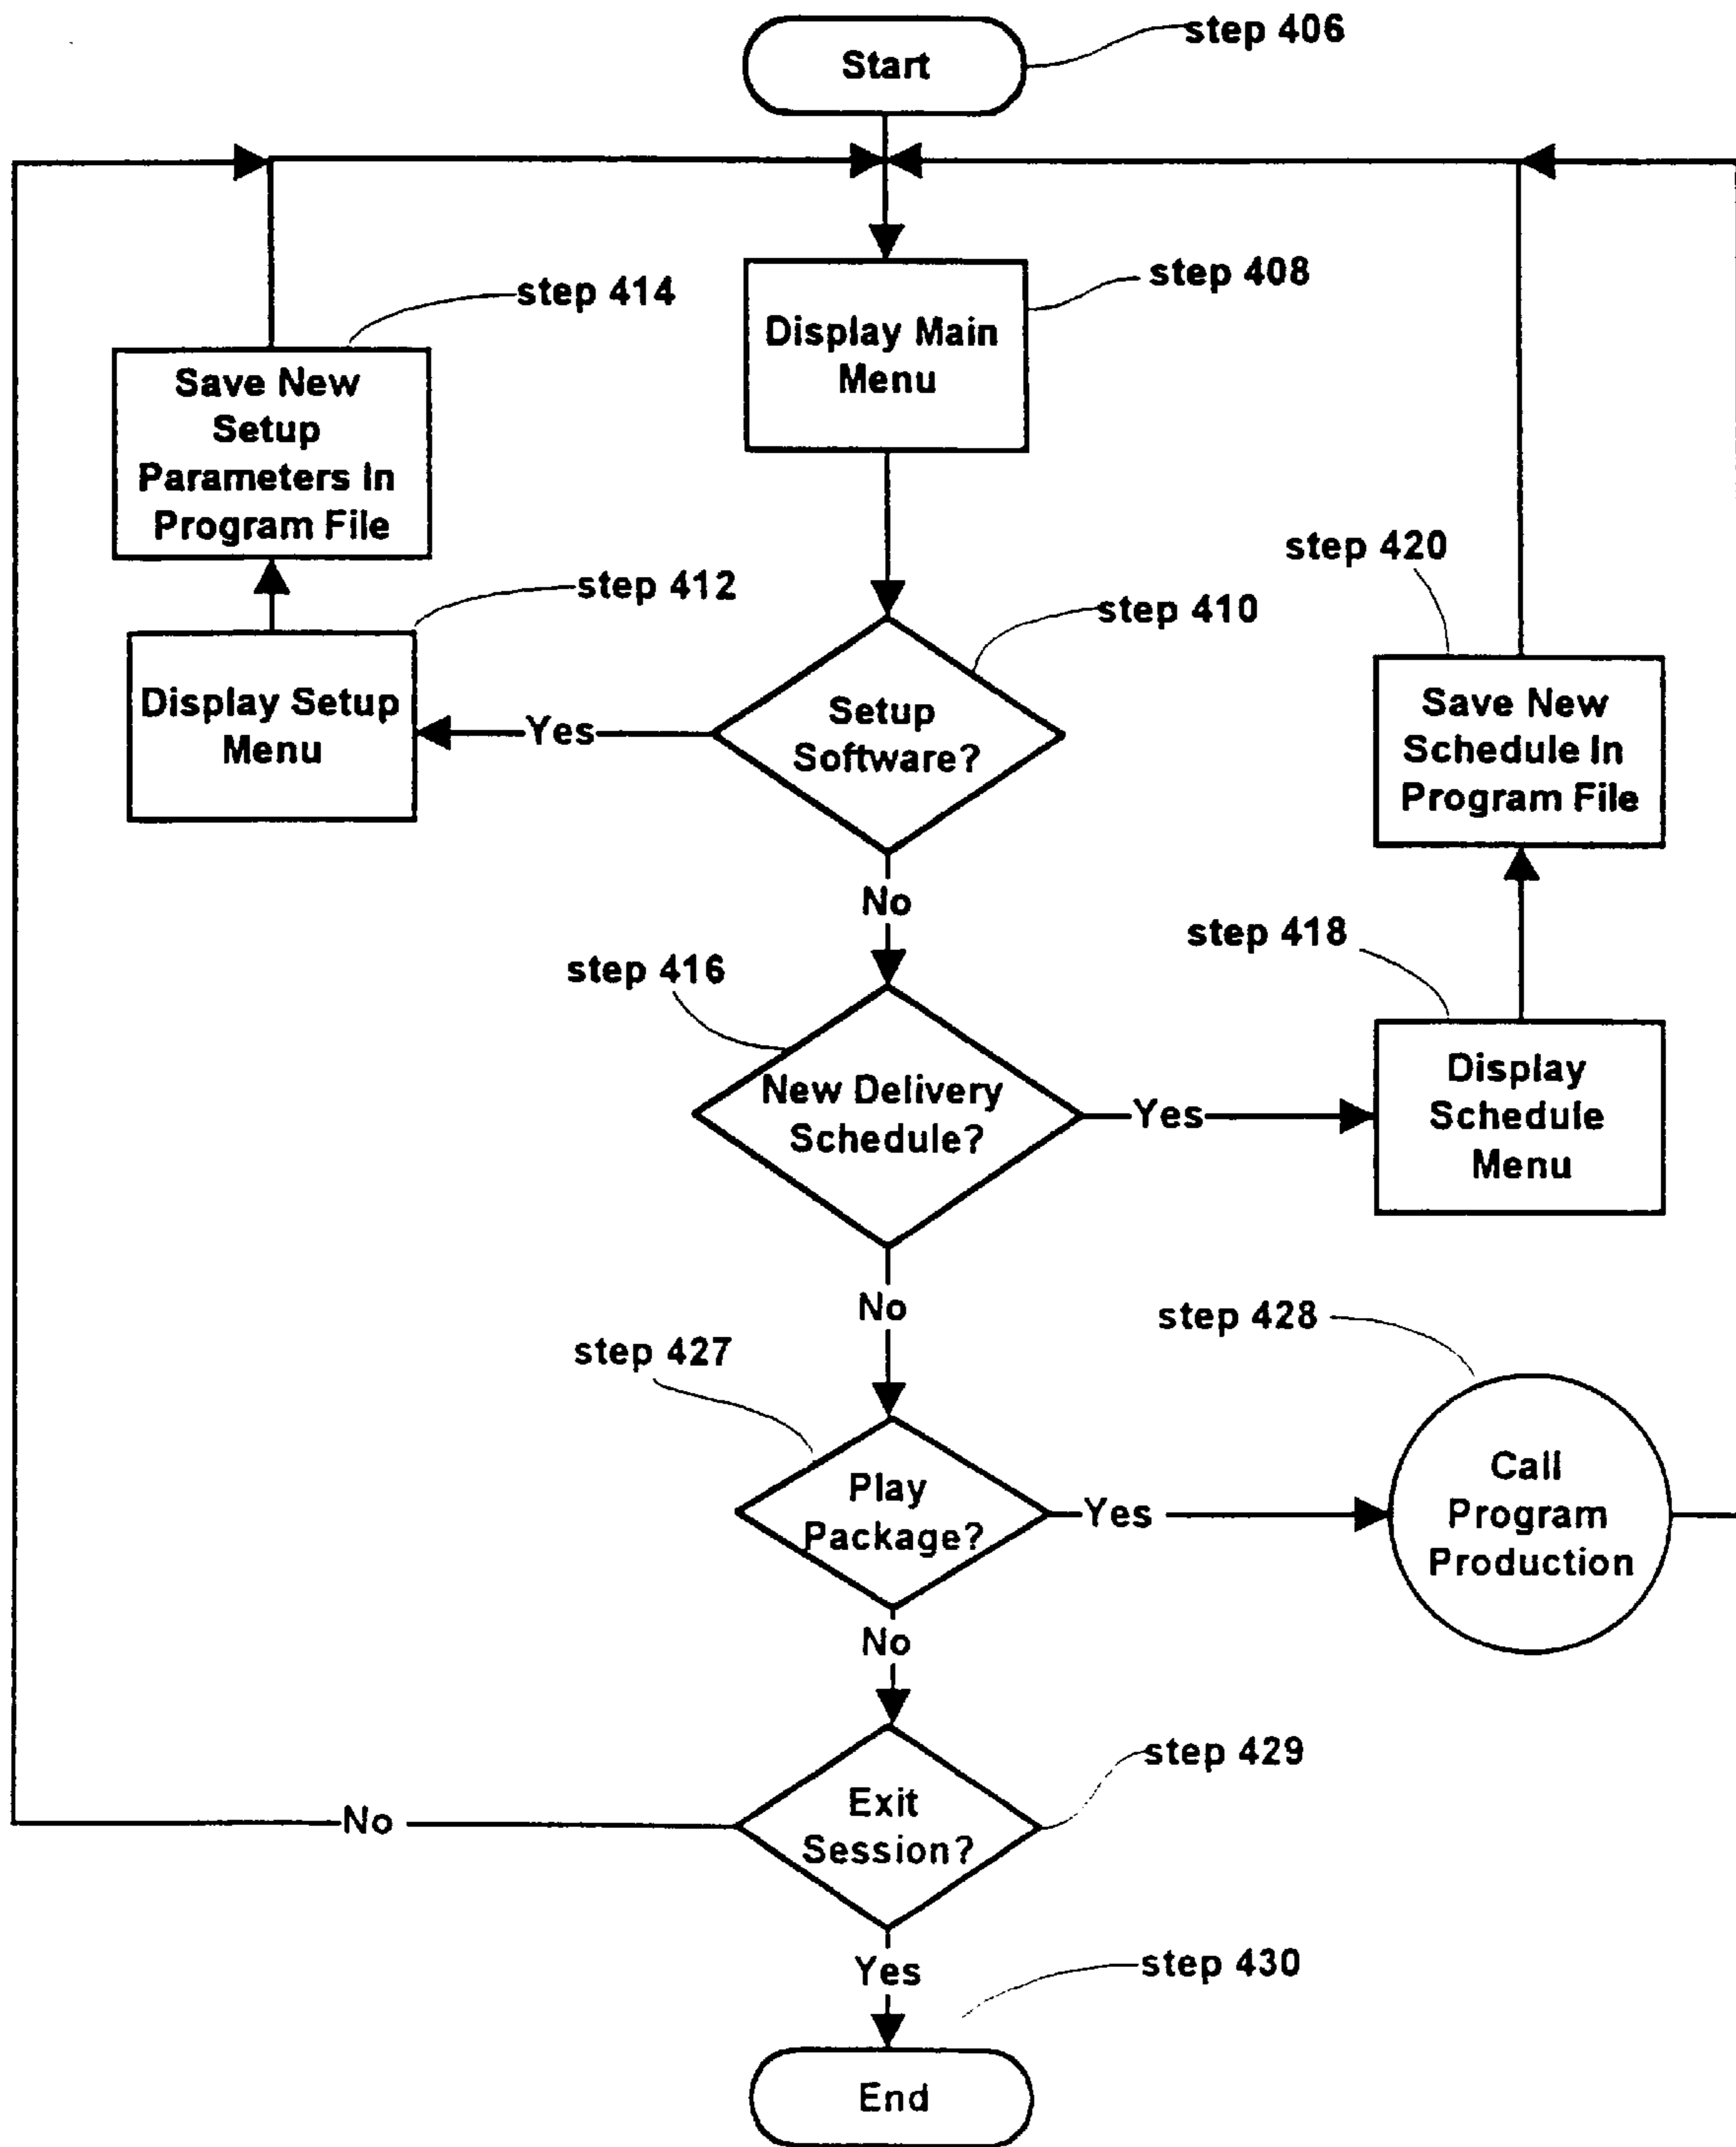 step 406
Start
step 408
Display Main
Menu
step 414
Save New
Setup
Parameters In
Program File
step 412
Display Setup
Menu
step 410
Setup
Software?
Yes
No
step 420
Save New
Schedule In
Program File
step 418
Display
Schedule
Menu
step 416
New Delivery
Schedule?
Yes
No
step 427
Play
Package?
Yes
No
step 428
Call
Program
Production
step 429
Exit
Session?
No
Yes
step 430
End